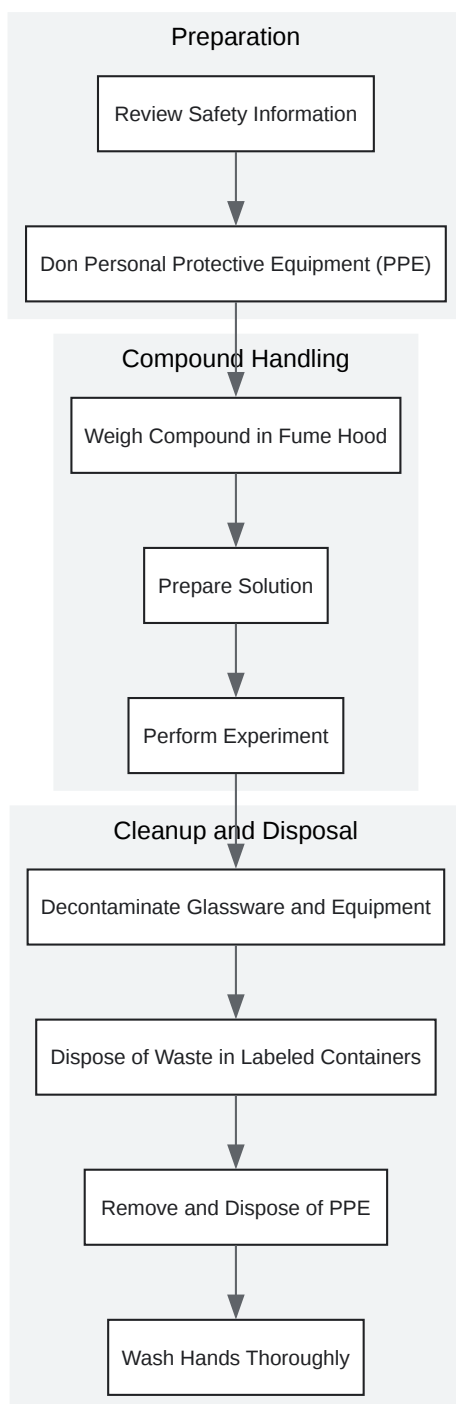 Preparation
Review Safety Information
Don Personal Protective Equipment (PPE)
Compound Handling
Weigh Compound in Fume Hood
Prepare Solution
Perform Experiment
Cleanup and Disposal
Decontaminate Glassware and Equipment
Dispose of Waste in Labeled Containers
Remove and Dispose of PPE
Wash Hands Thoroughly